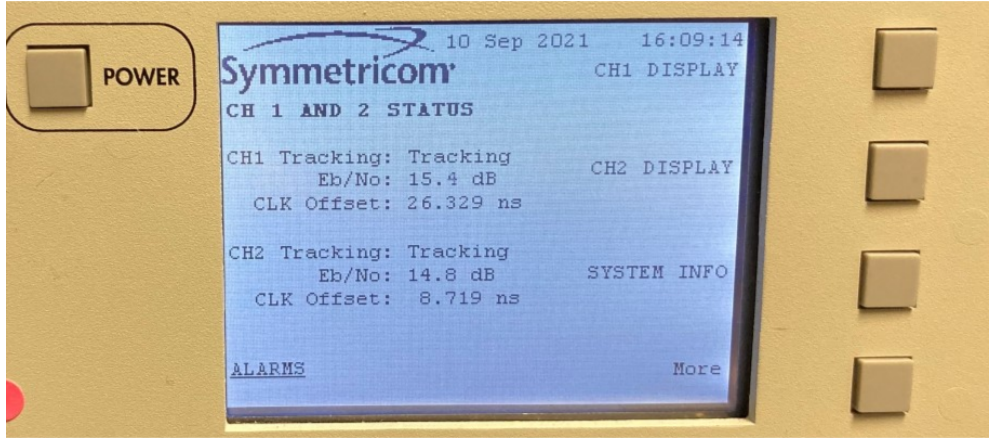 POWER
10 Sep 2021 16:09:14
Symmetricom
CH1 DISPLAY
CH 1 AND 2 STATUS
CH1 Tracking: Tracking
CH2 DISPLAY
Eb/No: 15.4 dB
CLK Offset: 26.329 ns
CH2 Tracking: Tracking
Eb/No: 14.8 dB
SYSTEM INFO
CLK Offset: 8.719 ns
ALARMS
More